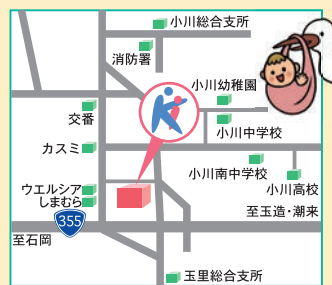 小川総合支所
消防署
小川幼稚園
交番
小川中学校
カスミ
小川南中学校
小川高校
ウエルシア
しまむら
至玉造・潮来
355
至石岡
玉里総合支所